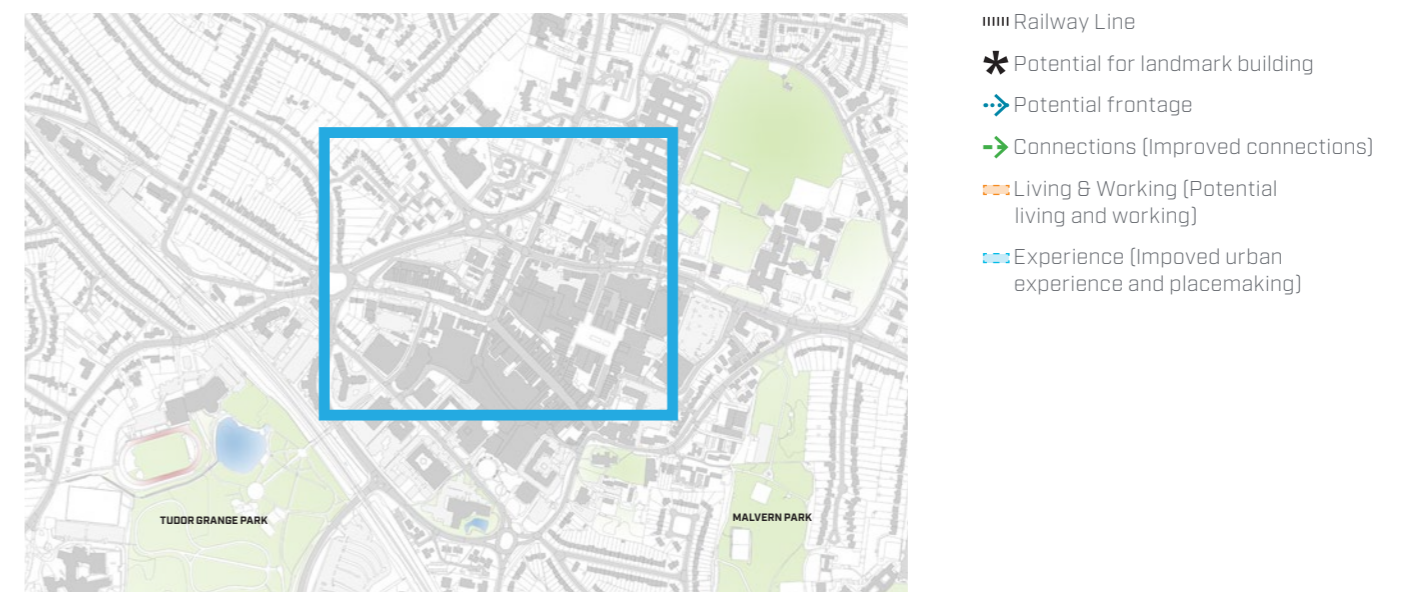 Railway Line
Potential for landmark building
Potential frontage
Connections (Improved connections)
Living & Working (Potential
living and working)
Experience (Impoved urban
experience and placemaking)
TUDOR GRANGE PARK
MALVERN PARK